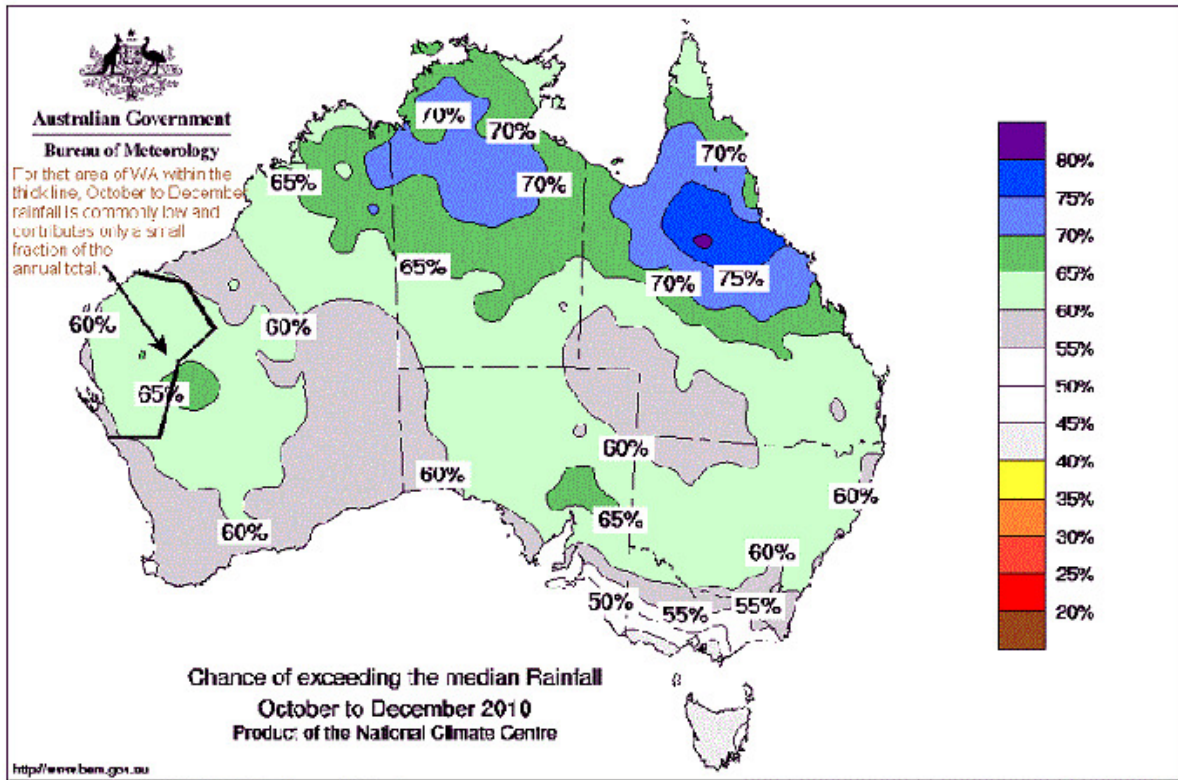 Australian Government
Bureau of Meteorology
For that area of WA within the
thick line, October to December
rainfall is commonly low and
contributes only a small
fraction of the
annual total.
70%
70%
70%
65%
70%
65%
70%
75%
60%
60%
65%
60%
60%
60%
60%
65%
60%
50%
55%
55%
80%
75%
70%
65%
60%
55%
50%
45%
40%
35%
30%
25%
20%
Chance of exceeding the median Rainfall
October to December 2010
Product of the National Climate Centre
http://www.bom.gov.au